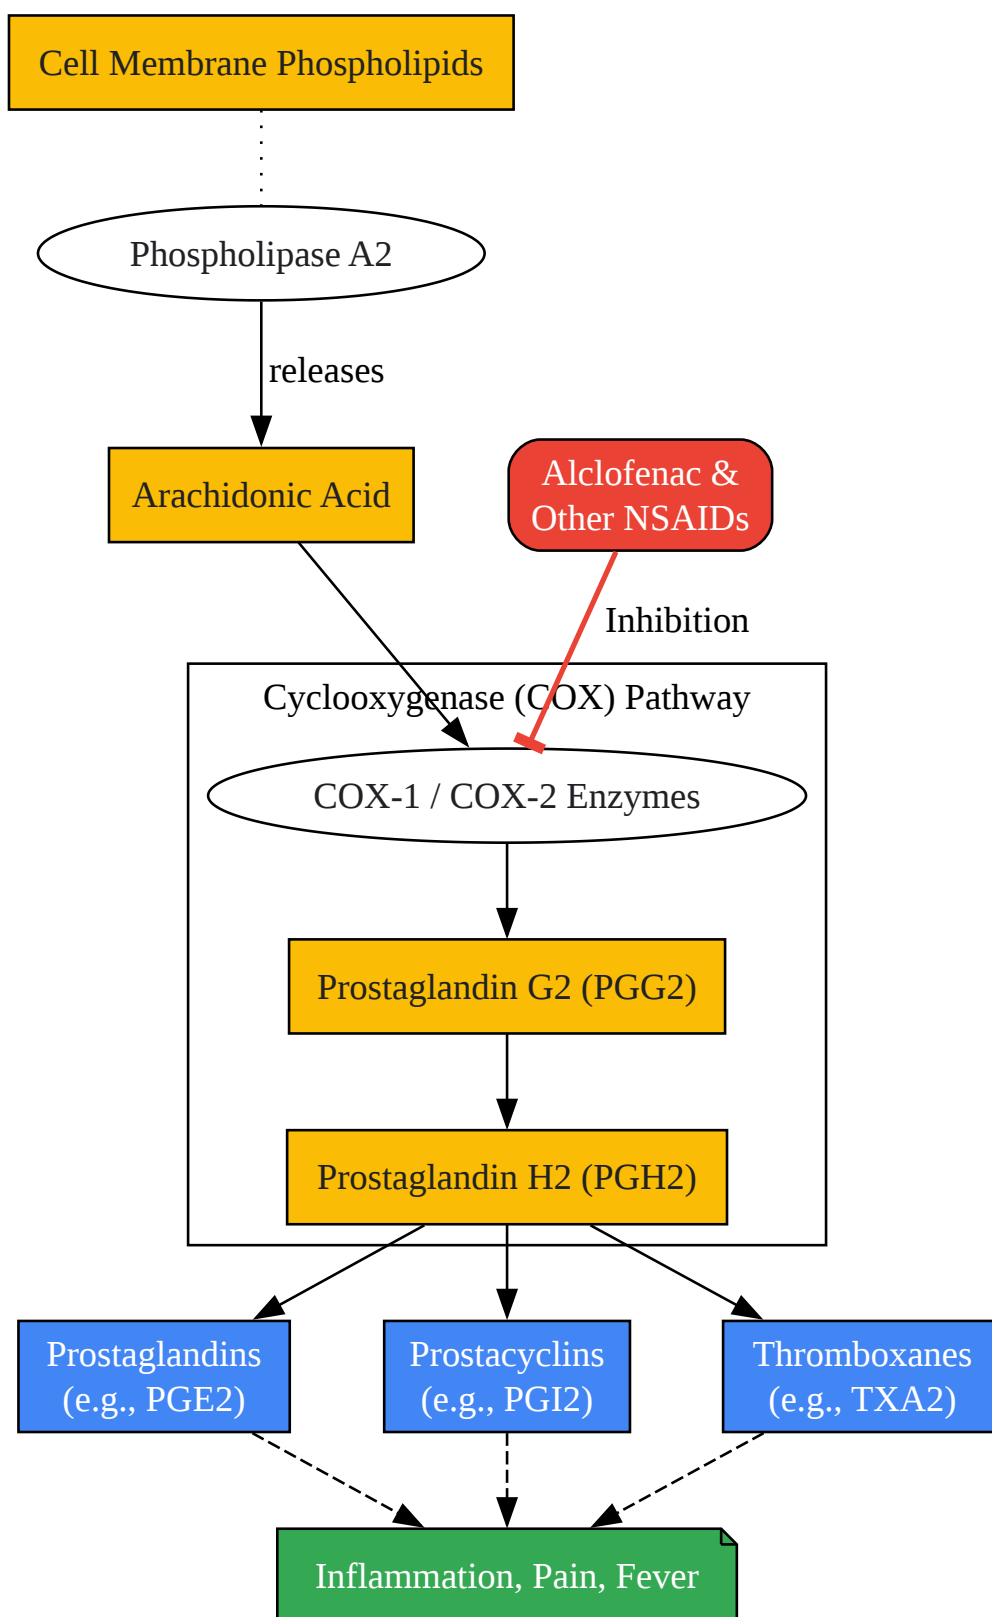 Cell Membrane Phospholipids
Phospholipase A2
releases
Arachidonic Acid
Alclofenac &
Other NSAIDs
Inhibition
Cyclooxygenase (COX) Pathway
COX-1 / COX-2 Enzymes
Prostaglandin G2 (PGG2)
Prostaglandin H2 (PGH2)
Prostaglandins
(e.g., PGE2)
Prostacyclins
(e.g., PGI2)
Thromboxanes
(e.g., TXA2)
Inflammation, Pain, Fever